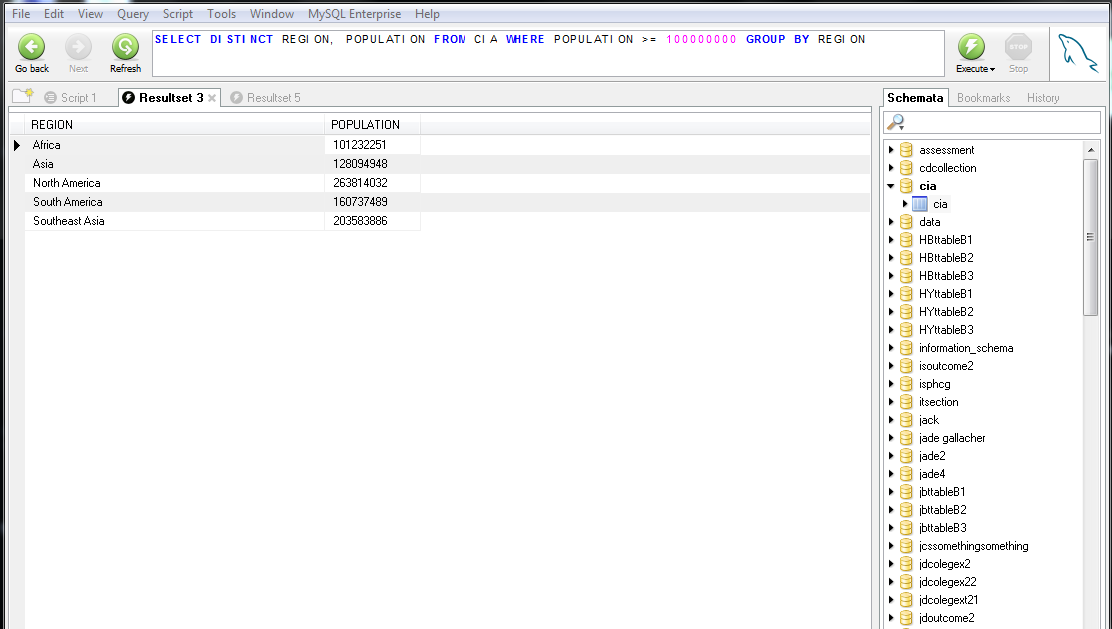 File Edit View Query Script Tools Window MySQL Enterprise Help
Go back Next Refresh
SELECT DISTINCT REGION, POPULATION FROM CIA WHERE POPULATION >= 100000000 GROUP BY REGION
Execute STOP Stop
Script 1 Resultset 3 Resultset 5
REGION POPULATION
Africa 101232251
Asia 128094948
North America 263814032
South America 160737489
Southeast Asia 203583886
Schemata Bookmarks History
assessment
cdcollection
cia
cia
data
HBttableB1
HBttableB2
HBttableB3
HYttableB1
HYttableB2
HYttableB3
information_schema
isoutcome2
isphcg
itsection
jack
jade gallacher
jade2
jade4
jbttableB1
jbttableB2
jbttableB3
jcssomethingsomething
jdcolegex2
jdcolegex22
jdcolegext21
jdoutcome2